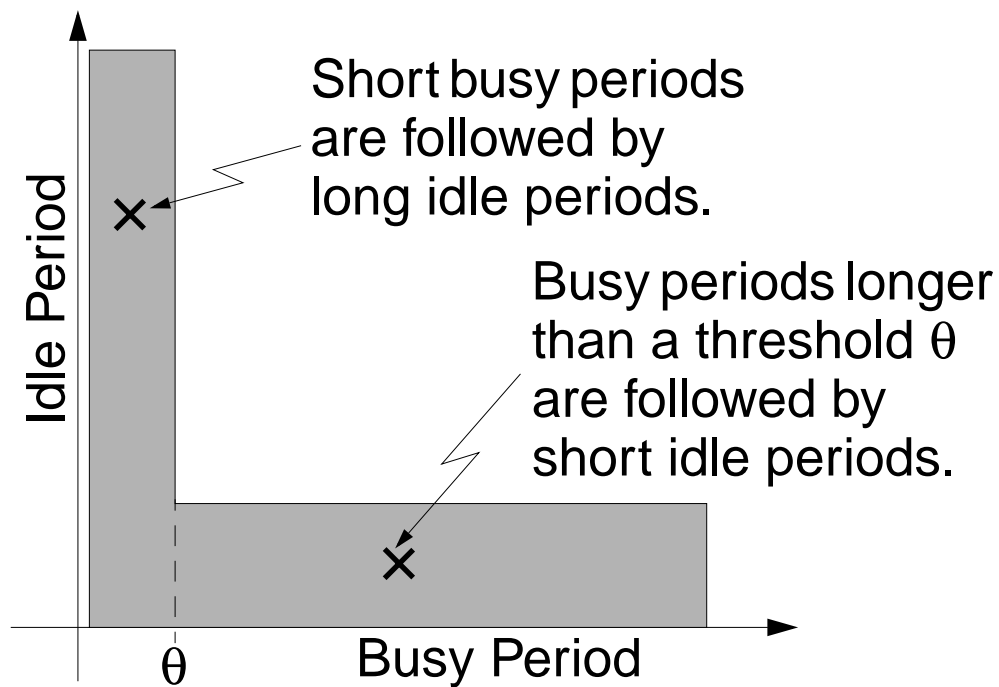 Short busy periods
are followed by
long idle periods.
Busy periods longer
than a threshold θ
are followed by
short idle periods.
Idle Period
θ
Busy Period